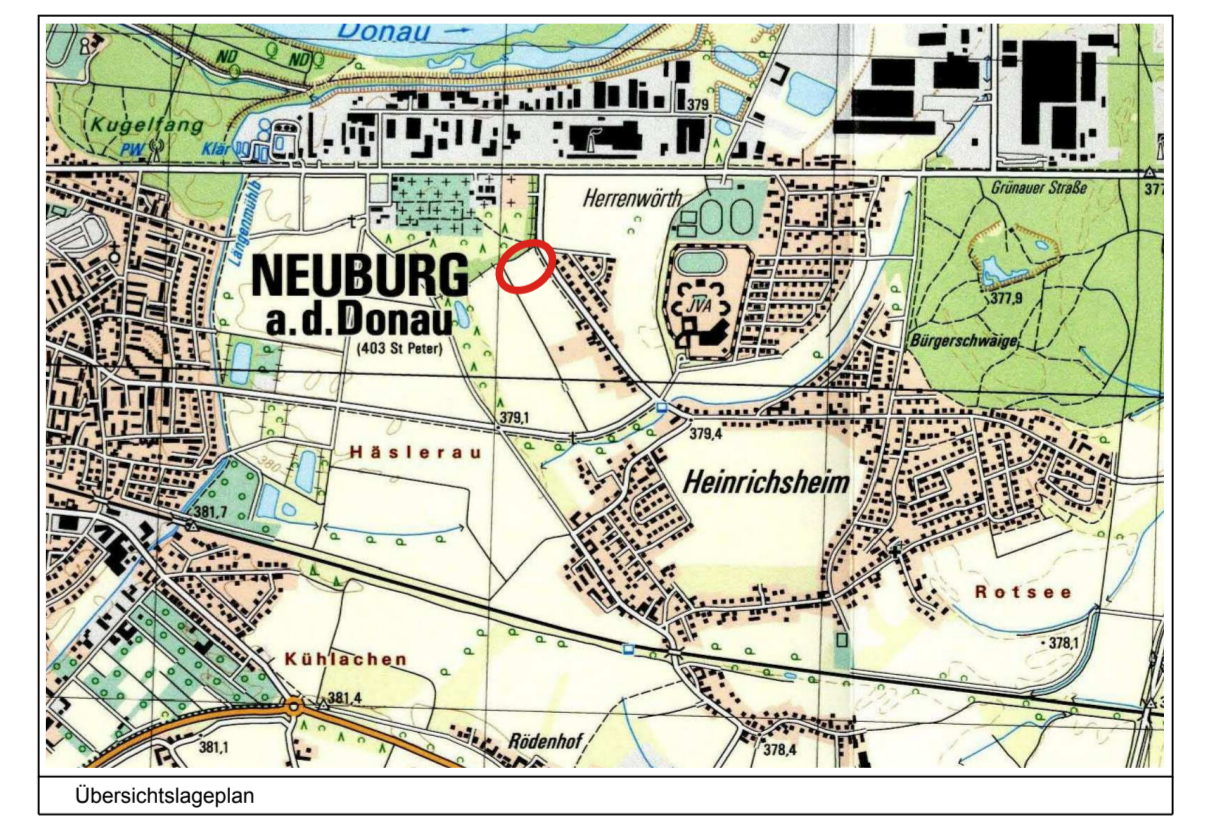 Donau
ND
ND
379
Kugelfang
PW
Klär
Grünauer Straße
377
Herrenwörth
Längenmühlb
NEUBURG
a.d.Donau
(403 St Peter)
377,9
JVA
Bürgerschwaige
379,1
379,4
Häslerau
380
Heinrichsheim
381,7
Rotsee
378,1
Kühlachen
381,4
381,1
Rödenhof
378,4
Übersichtslageplan